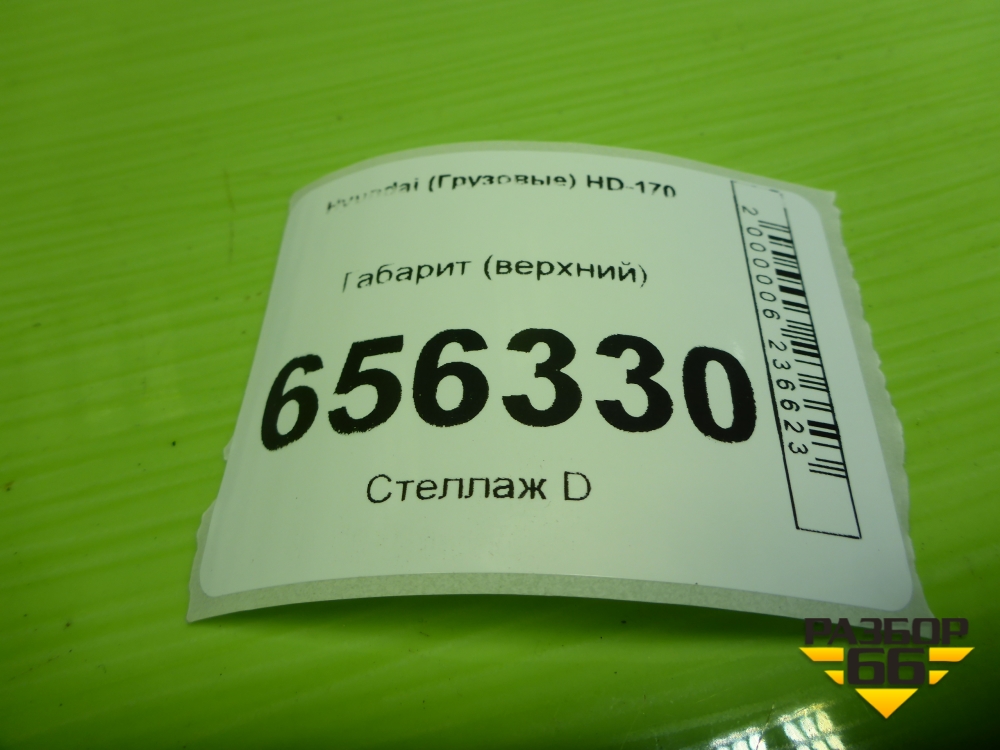 Hyundai (Грузовые) HD-170
Габарит (верхний)
656330
Стеллаж D
2000006236623
РАЗБОР
66